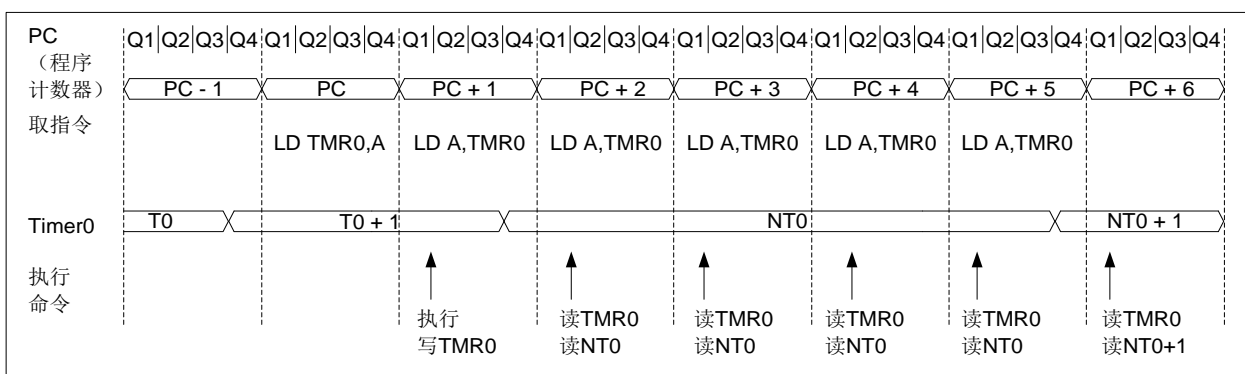 PC Q1 Q2 Q3 Q4 Q1 Q2 Q3 Q4 Q1 Q2 Q3 Q4 Q1 Q2 Q3 Q4 Q1 Q2 Q3 Q4 Q1 Q2 Q3 Q4 Q1 Q2 Q3 Q4 Q1 Q2 Q3 Q4
（程序
计数器） PC - 1 PC PC + 1 PC + 2 PC + 3 PC + 4 PC + 5 PC + 6
取指令
LD TMR0,A LD A,TMR0 LD A,TMR0 LD A,TMR0 LD A,TMR0 LD A,TMR0
Timer0 T0 T0 + 1 NT0 NT0 + 1
执行
命令
执行 读TMR0 读TMR0 读TMR0 读TMR0 读TMR0
写TMR0 读NT0 读NT0 读NT0 读NT0 读NT0+1